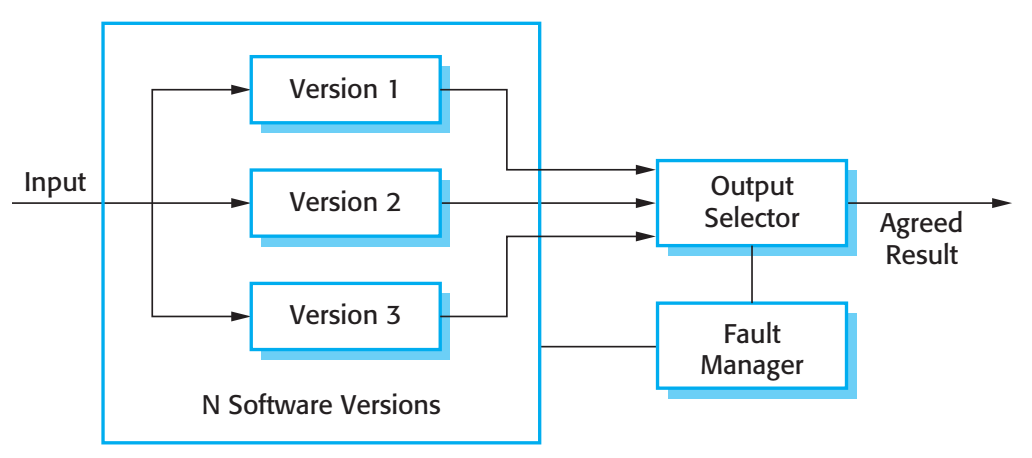 Input
Version 1
Version 2
Version 3
N Software Versions
Output
Selector
Agreed
Result
Fault
Manager